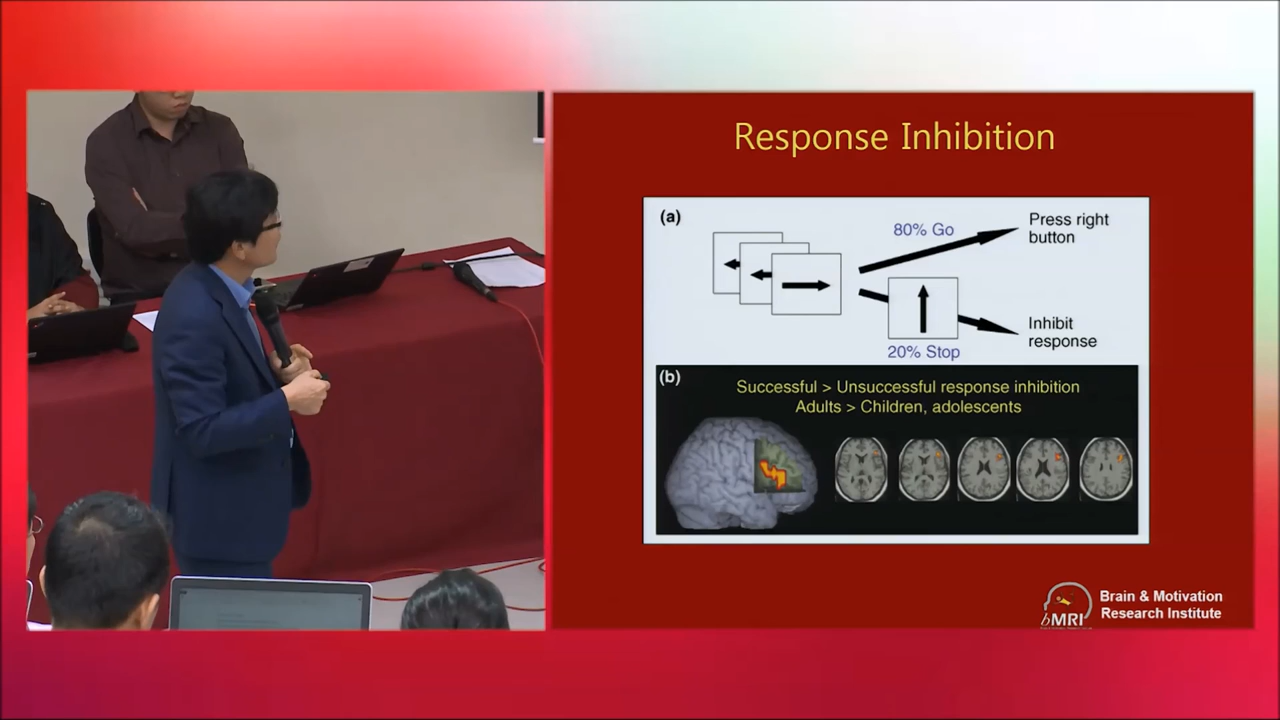 Response Inhibition
(a)
80% Go
Press right
button
20% Stop
Inhibit
response
(b)
Successful > Unsuccessful response inhibition
Adults > Children, adolescents
bMRI
Brain & Motivation
Research Institute